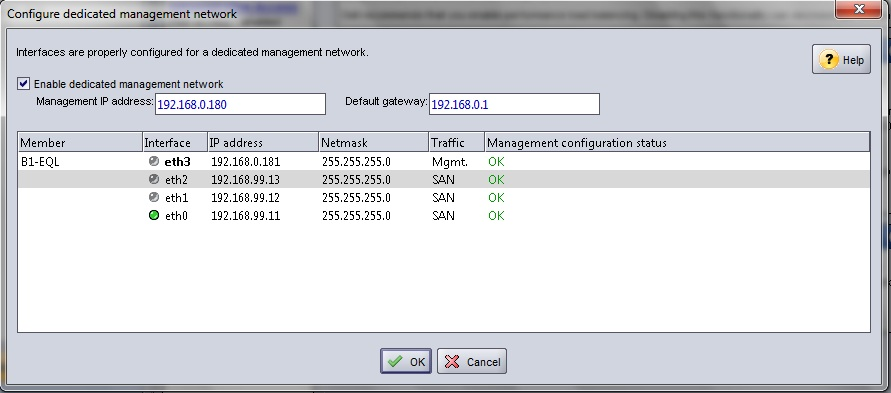 Configure dedicated management network
Interfaces are properly configured for a dedicated management network.
Help
Enable dedicated management network
Management IP address: 192.168.0.180 Default gateway: 192.168.0.1
Member Interface IP address Netmask Traffic Management configuration status
B1-EQL eth3 192.168.0.181 255.255.255.0 Mgmt. OK
eth2 192.168.99.13 255.255.255.0 SAN OK
eth1 192.168.99.12 255.255.255.0 SAN OK
eth0 192.168.99.11 255.255.255.0 SAN OK
OK Cancel